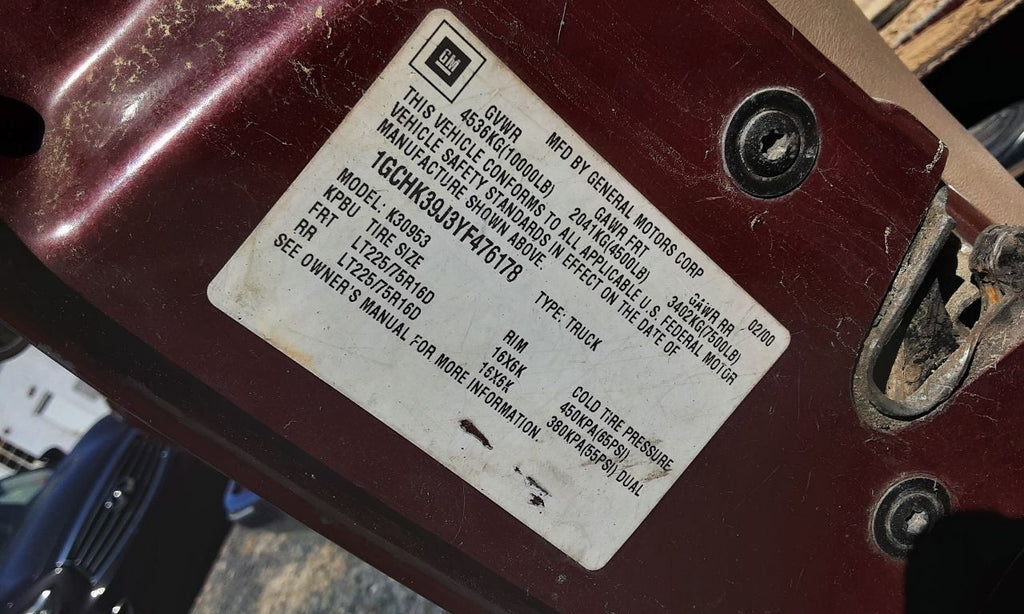 GM
MFD BY GENERAL MOTORS CORP 02/00
GVWR GAWR FRT GAWR RR
4536KG(10000LB) 2041KG(4500LB) 3402KG(7500LB)
THIS VEHICLE CONFORMS TO ALL APPLICABLE U.S. FEDERAL MOTOR
VEHICLE SAFETY STANDARDS IN EFFECT ON THE DATE OF
MANUFACTURE SHOWN ABOVE.
1GCHK39J3YF476178 TYPE: TRUCK
MODEL: K30953
KPBU TIRE SIZE RIM COLD TIRE PRESSURE
FRT LT225/75R16D 16X6K 450KPA(65PSI)
RR LT225/75R16D 16X6K 380KPA(55PSI) DUAL
SEE OWNER'S MANUAL FOR MORE INFORMATION